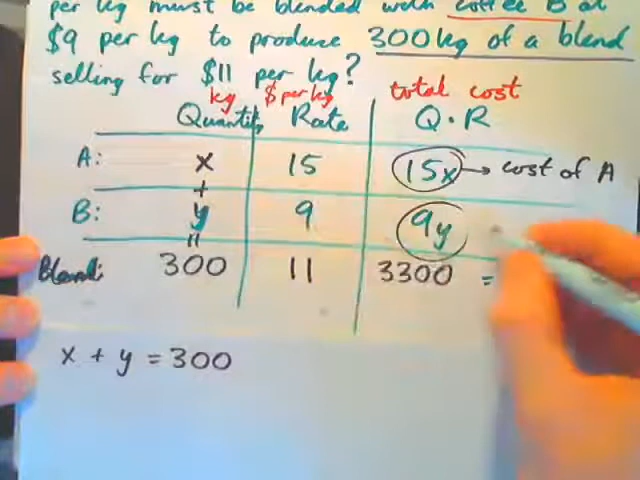 per kg must be blended with coffee B at
$9 per kg to produce 300kg of a blend
selling for $11 per kg?
kg $ per kg total cost
Quantity Rate Q·R
A: x 15 15x → cost of A
+
B: y 9 9y
=
Blend: 300 11 3300 =
x + y = 300